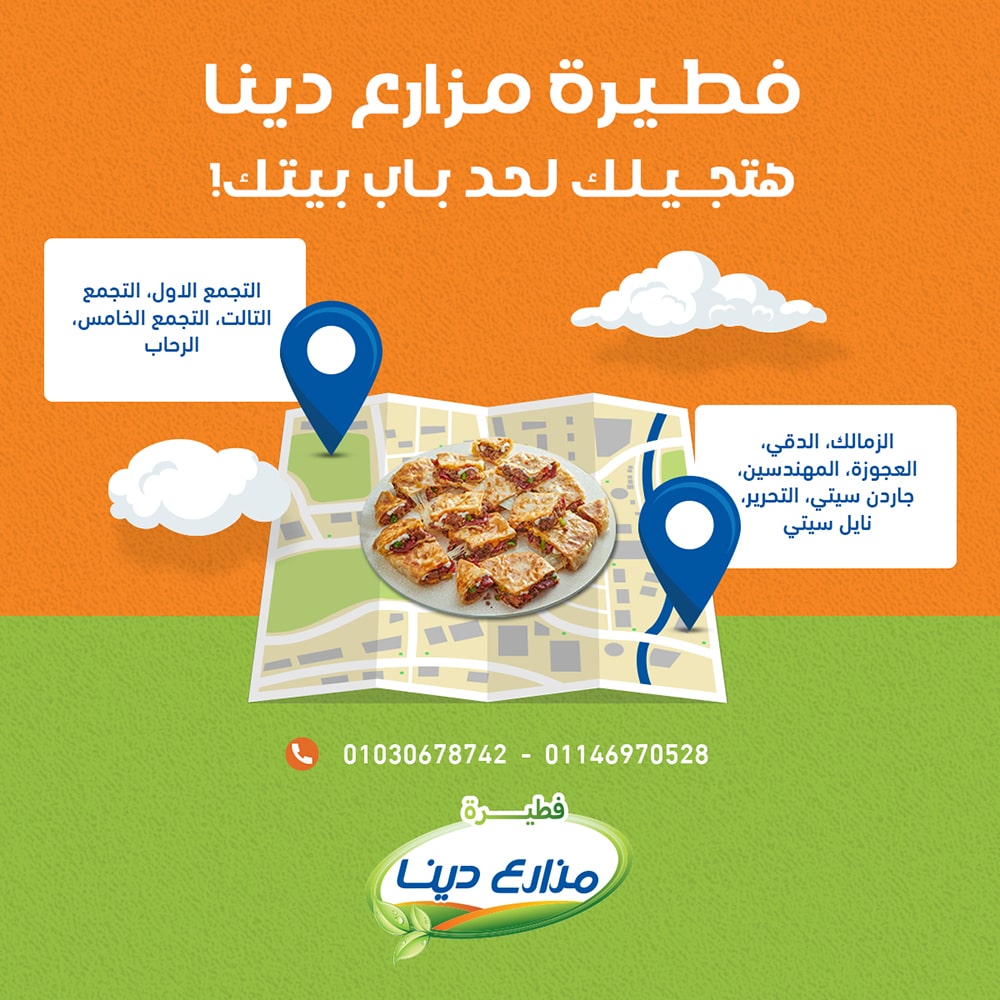 فطيرة مزارع دينا
هتجيلك لحد باب بيتك!
التجمع الاول، التجمع
التالت، التجمع الخامس،
الرحاب
الزمالك، الدقي،
العجوزة، المهندسين،
جاردن سيتي، التحرير،
نايل سيتي
01030678742 - 01146970528
فطيرة
مزارع دينا